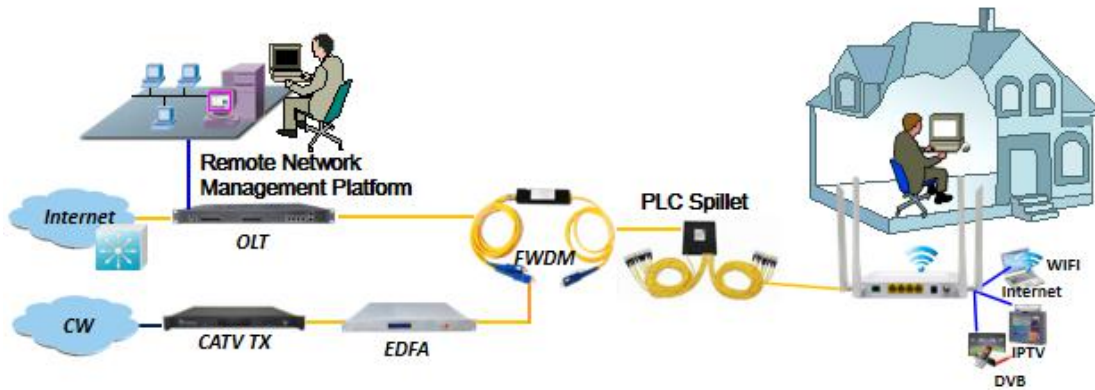 Remote Network
Management Platform
Internet
OLT
FWDM
PLC Spillet
CW
CATV TX
EDFA
WIFI
Internet
IPTV
DVB